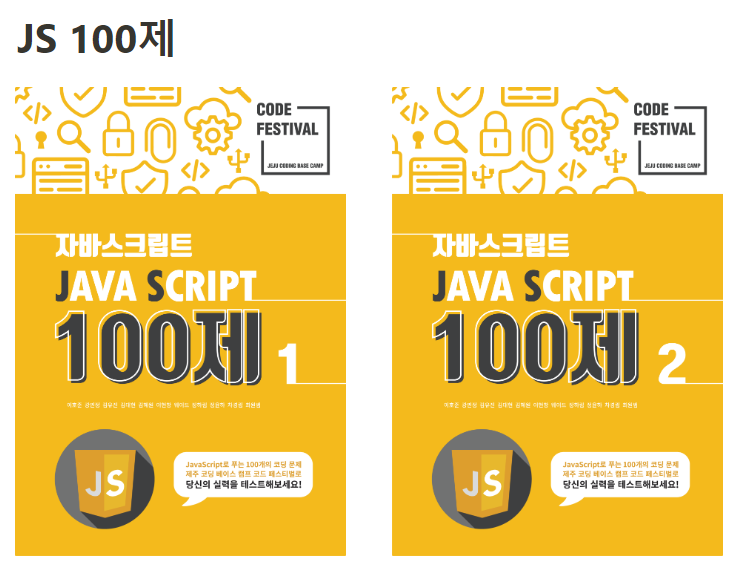 JS 100제
CODE
FESTIVAL
JEJU CODING BASE CAMP
자바스크립트
JAVA SCRIPT
100제 1
JavaScript로 푸는 100개의 코딩 문제
제주 코딩 베이스 캠프 코드 페스티벌로
당신의 실력을 테스트해보세요!
JS
CODE
FESTIVAL
JEJU CODING BASE CAMP
자바스크립트
JAVA SCRIPT
100제 2
JavaScript로 푸는 100개의 코딩 문제
제주 코딩 베이스 캠프 코드 페스티벌로
당신의 실력을 테스트해보세요!
JS